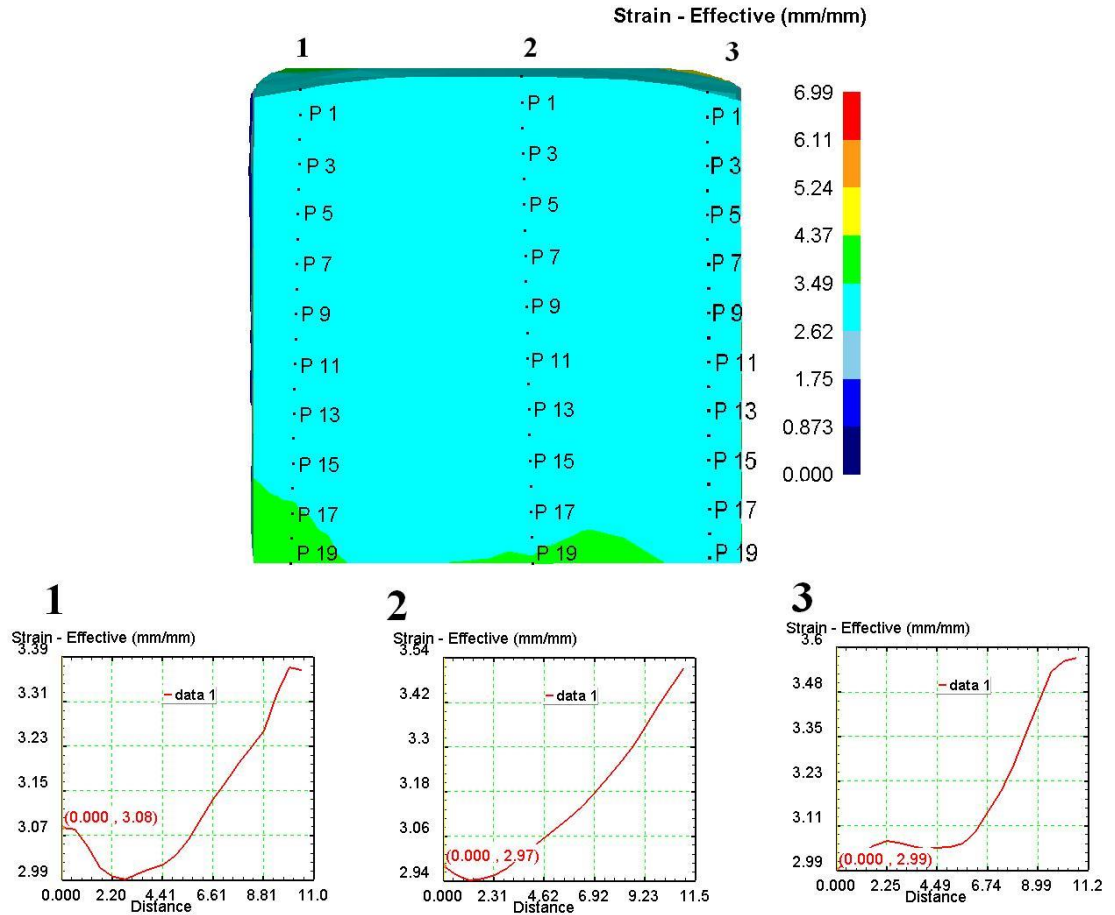 Strain - Effective (mm/mm)
1 2 3
6.99
6.11
5.24
4.37
3.49
2.62
1.75
0.873
0.000
P 1 P 1 P 1
P 3 P 3 P 3
P 5 P 5 P 5
P 7 P 7 P 7
P 9 P 9 P 9
P 11 P 11 P 11
P 13 P 13 P 13
P 15 P 15 P 15
P 17 P 17 P 17
P 19 P 19 P 19
1
Strain - Effective (mm/mm)
3.39
3.31
3.23
3.15
3.07
2.99
data 1
(0.000 , 3.08)
0.000 2.20 4.41 6.61 8.81 11.0
Distance
2
Strain - Effective (mm/mm)
3.54
3.42
3.3
3.18
3.06
2.94
data 1
(0.000 , 2.97)
0.000 2.31 4.62 6.92 9.23 11.5
Distance
3
Strain - Effective (mm/mm)
3.6
3.48
3.35
3.23
3.11
2.99
data 1
(0.000 , 2.99)
0.000 2.25 4.49 6.74 8.99 11.2
Distance